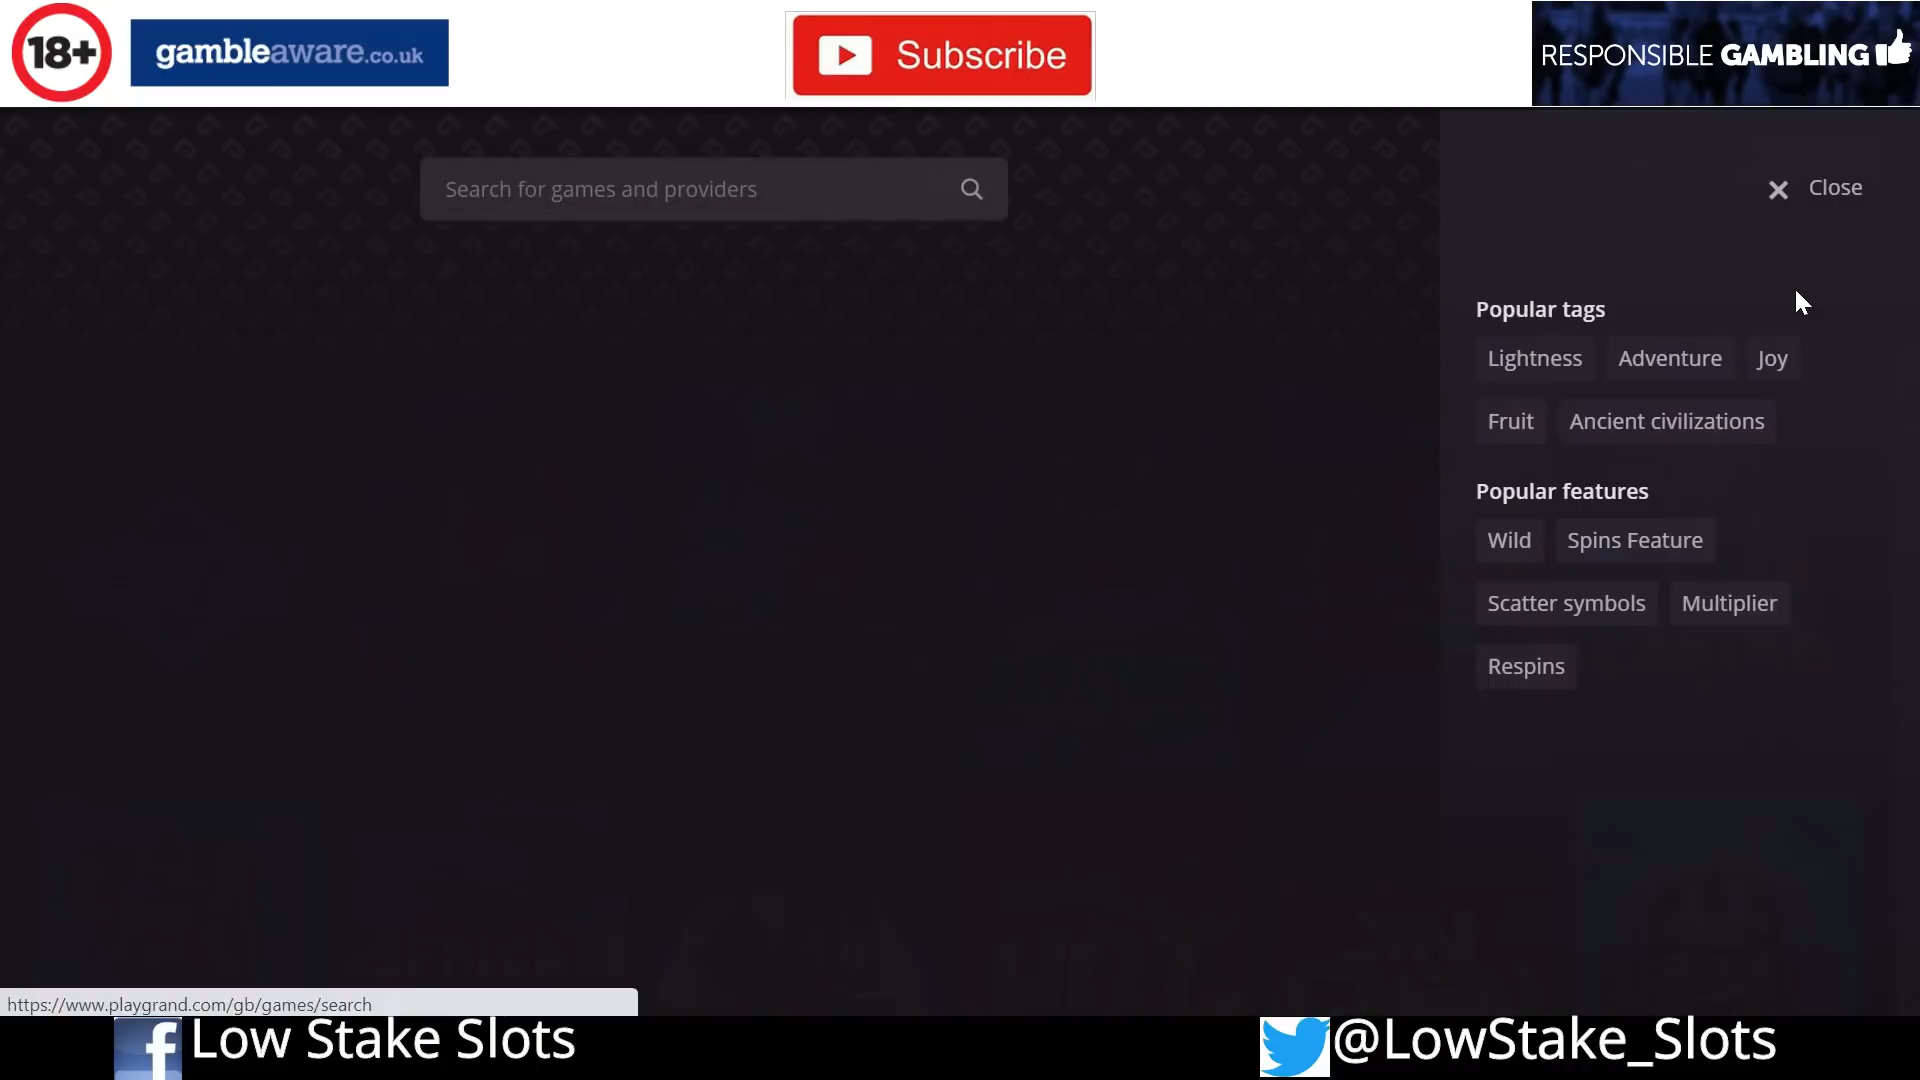 18+
gambleaware.co.uk
Subscribe
RESPONSIBLE GAMBLING
Search for games and providers
Close
Popular tags
Lightness Adventure Joy
Fruit Ancient civilizations
Popular features
Wild Spins Feature
Scatter symbols Multiplier
Respins
https://www.playgrand.com/gb/games/search
f Low Stake Slots
@LowStake_Slots